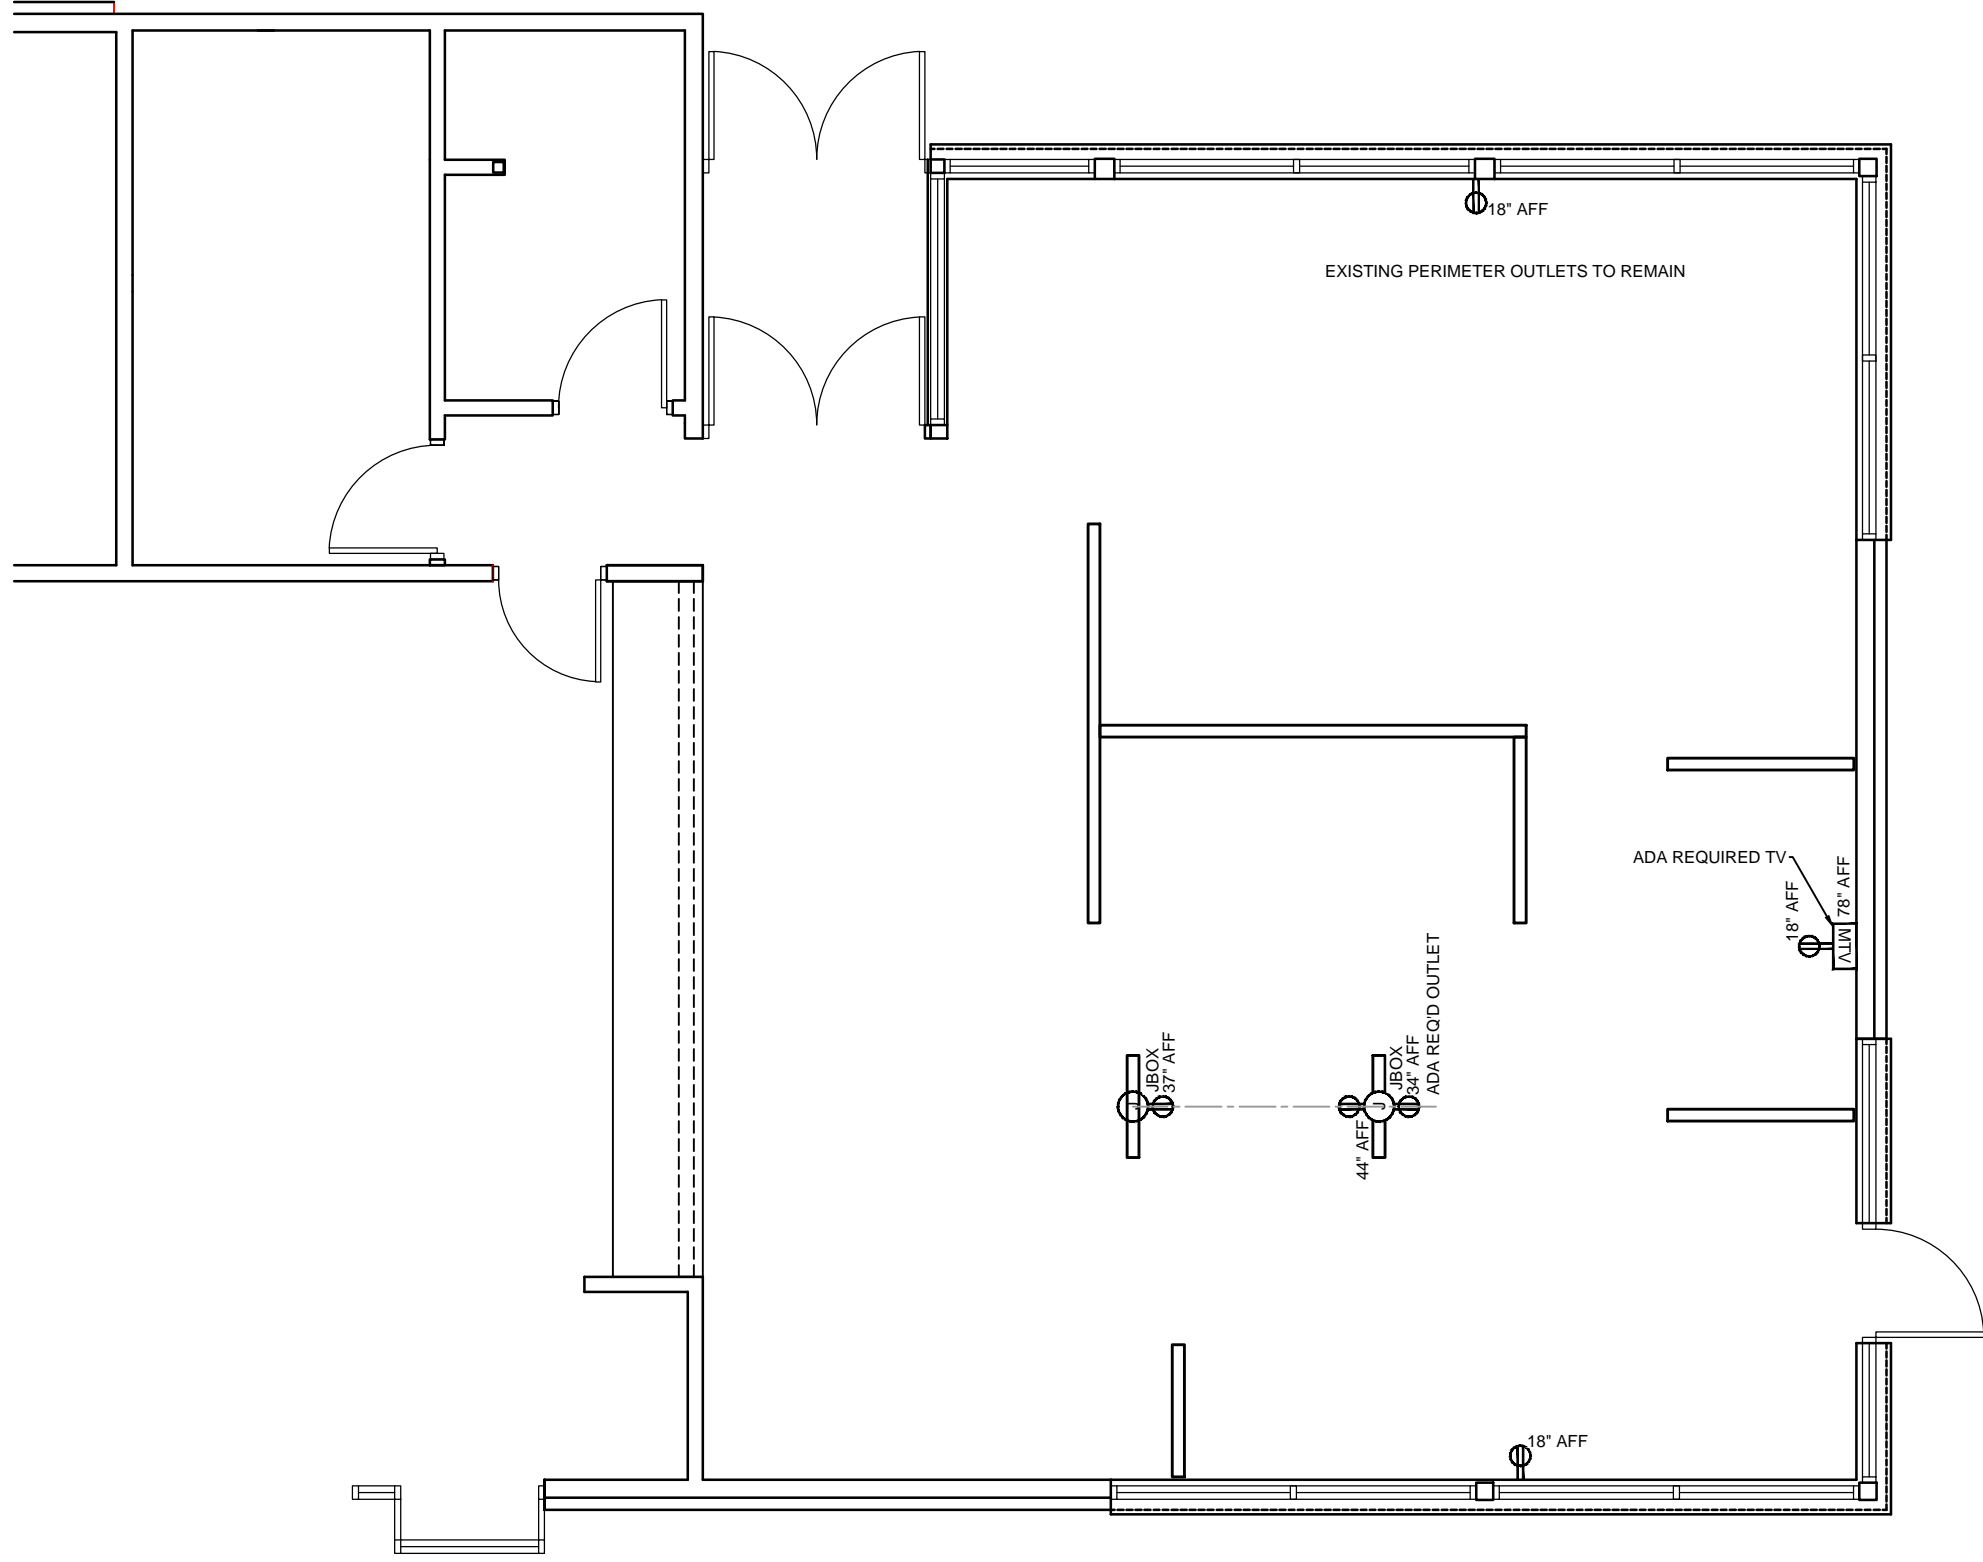 18" AFF
EXISTING PERIMETER OUTLETS TO REMAIN
ADA REQUIRED TV
18" AFF
78" AFF
MTV
JBOX
37" AFF
J
44" AFF
JBOX
34" AFF
ADA REQ'D OUTLET
18" AFF